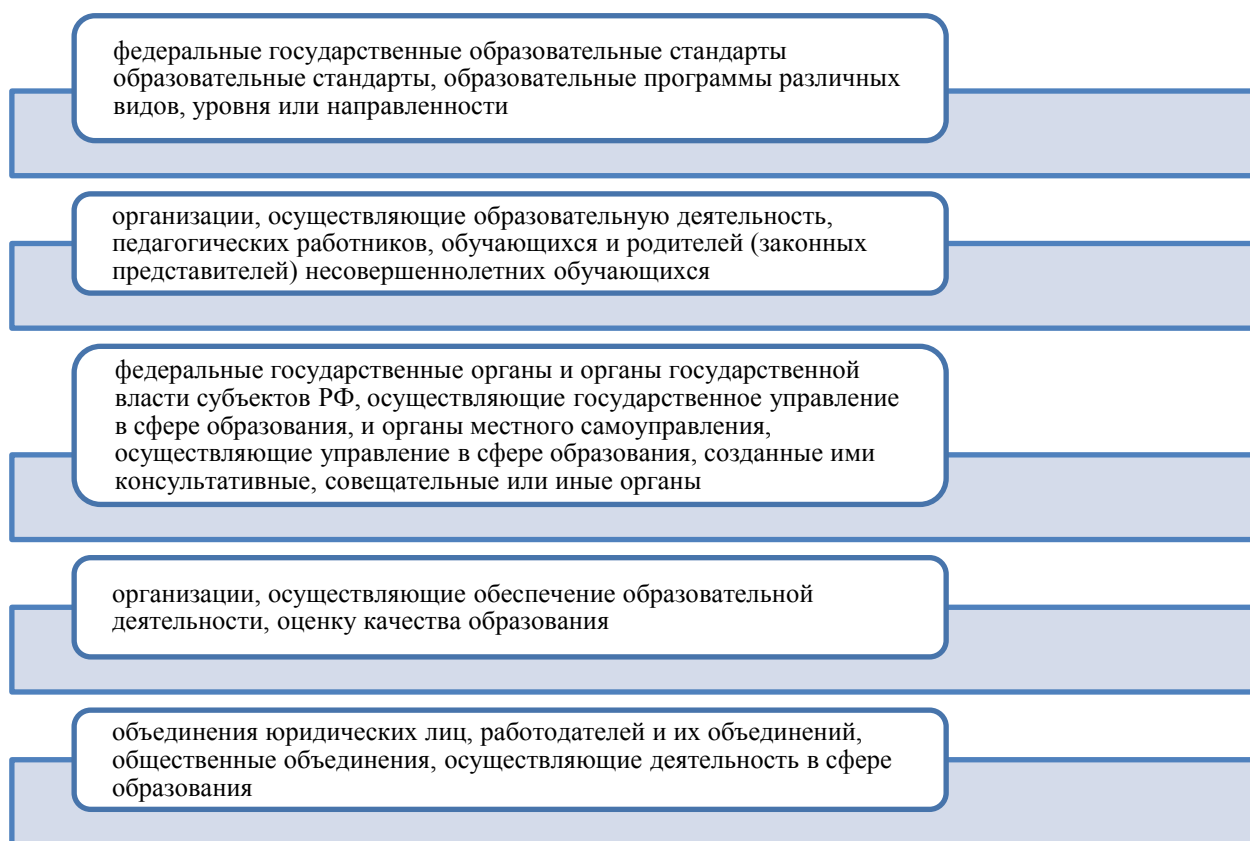 федеральные государственные образовательные стандарты
образовательные стандарты, образовательные программы различных
видов, уровня или направленности
организации, осуществляющие образовательную деятельность,
педагогических работников, обучающихся и родителей (законных
представителей) несовершеннолетних обучающихся
федеральные государственные органы и органы государственной
власти субъектов РФ, осуществляющие государственное управление
в сфере образования, и органы местного самоуправления,
осуществляющие управление в сфере образования, созданные ими
консультативные, совещательные или иные органы
организации, осуществляющие обеспечение образовательной
деятельности, оценку качества образования
объединения юридических лиц, работодателей и их объединений,
общественные объединения, осуществляющие деятельность в сфере
образования